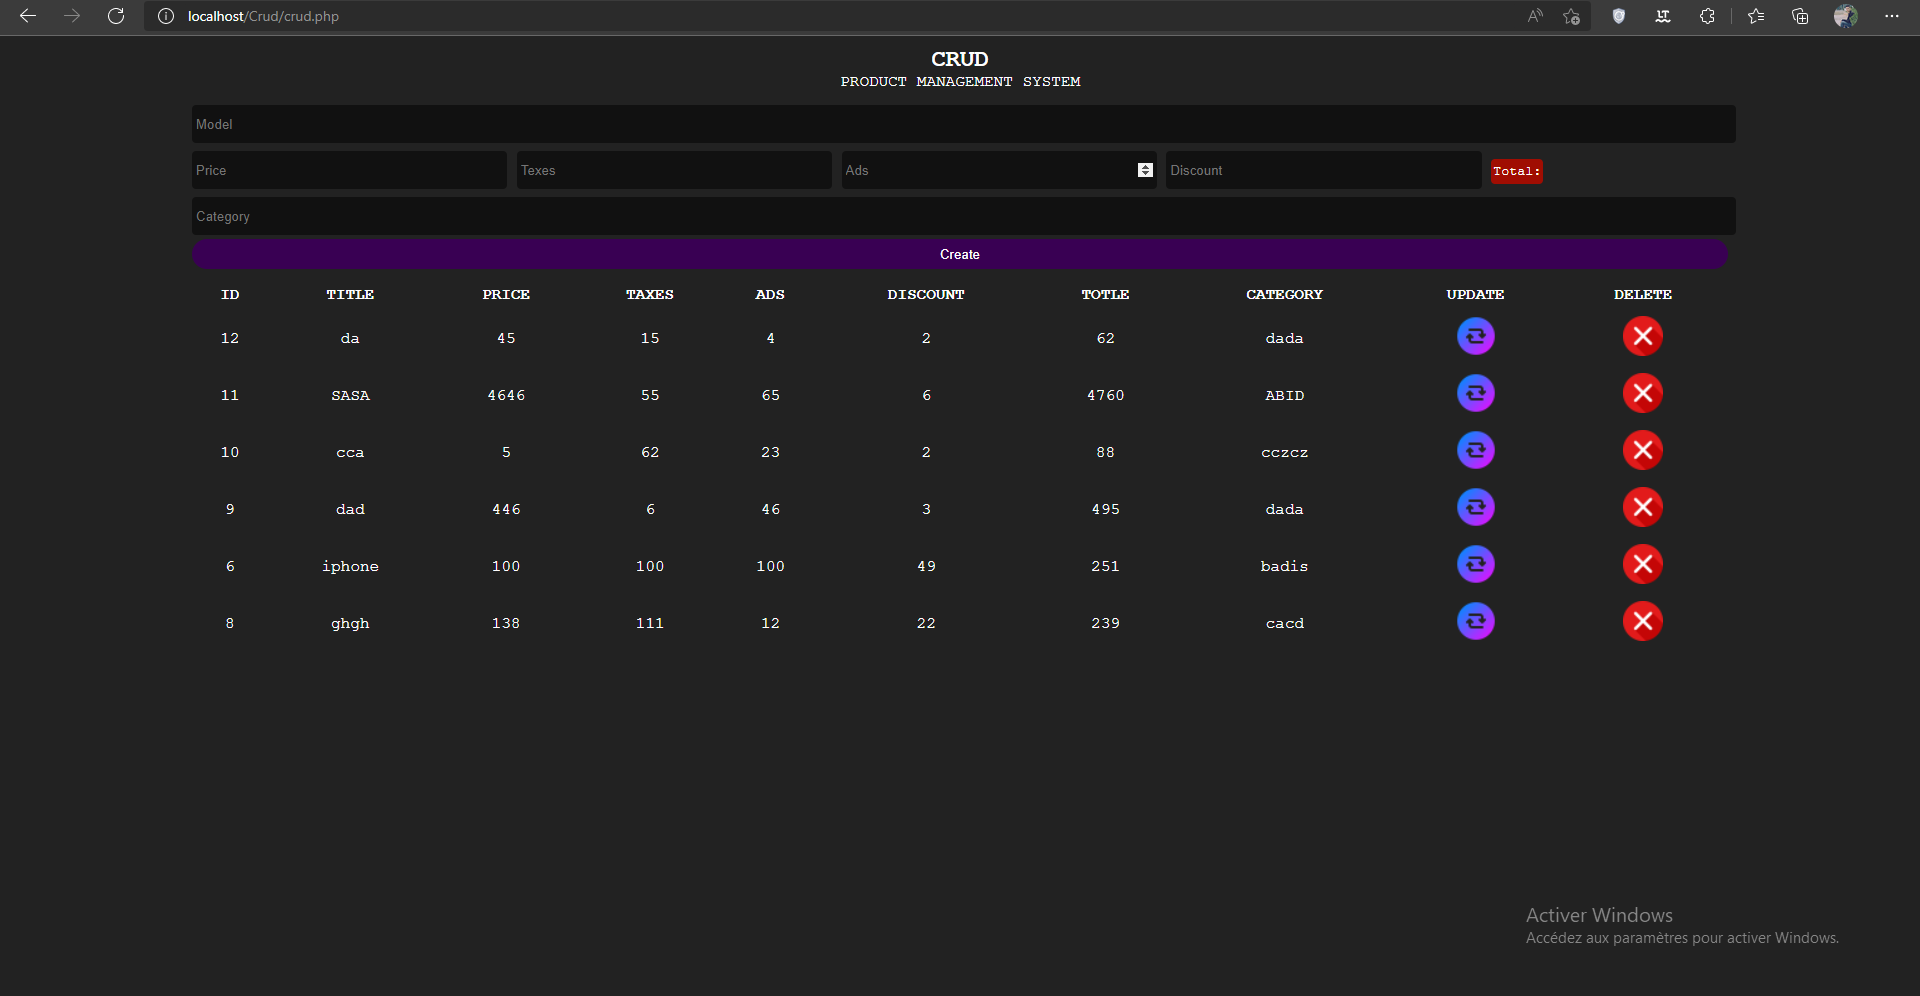 localhost/Crud/crud.php
CRUD
PRODUCT MANAGEMENT SYSTEM
Model
Price Texes Ads Discount Total:
Category
Create
ID TITLE PRICE TAXES ADS DISCOUNT TOTLE CATEGORY UPDATE DELETE
12 da 45 15 4 2 62 dada
11 SASA 4646 55 65 6 4760 ABID
10 cca 5 62 23 2 88 cczcz
9 dad 446 6 46 3 495 dada
6 iphone 100 100 100 49 251 badis
8 ghgh 138 111 12 22 239 cacd
Activer Windows
Accédez aux paramètres pour activer Windows.